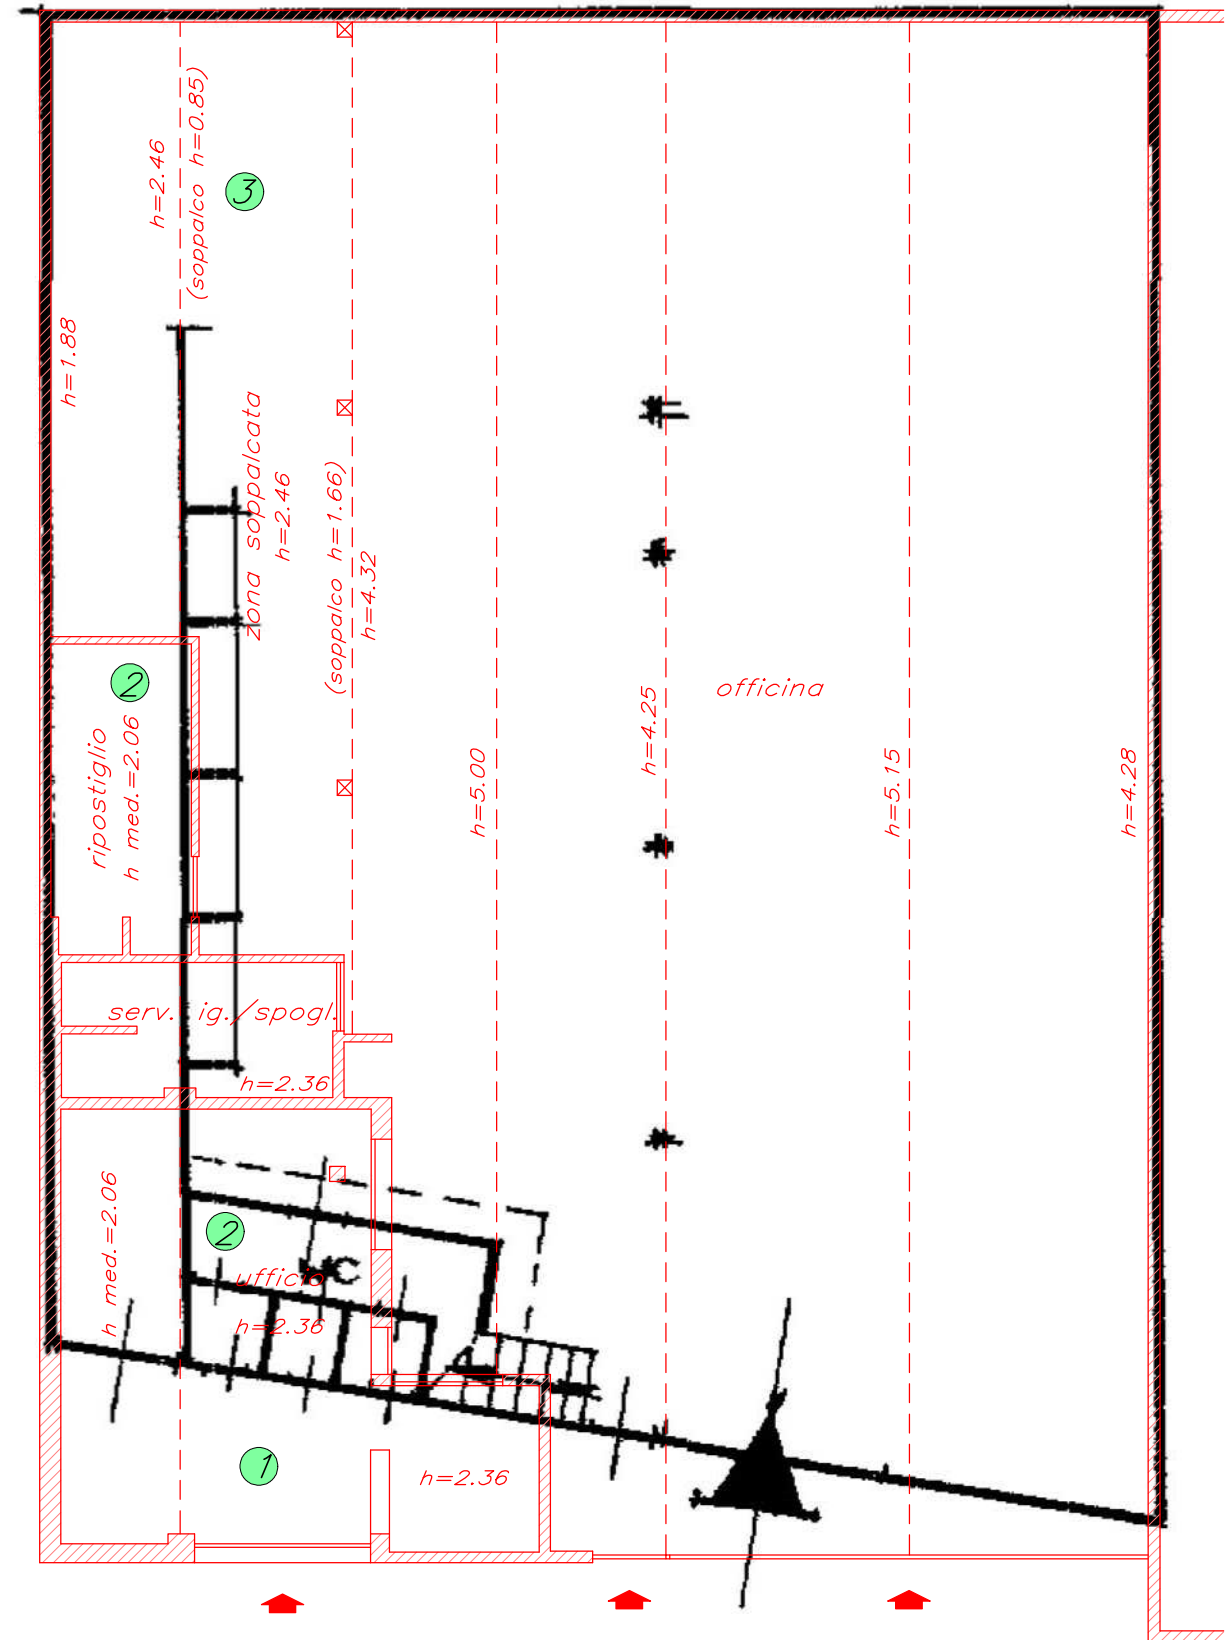 h=2.46
(soppalco h=0.85)
3
h=1.88
zona soppalcata
h=2.46
(soppalco h=1.66)
h=4.32
2
ripostiglio
h med.=2.06
officina
h=5.00
h=4.25
h=5.15
h=4.28
serv. ig./spogl.
h=2.36
h med.=2.06
2
WC
ufficio
h=2.36
1
h=2.36